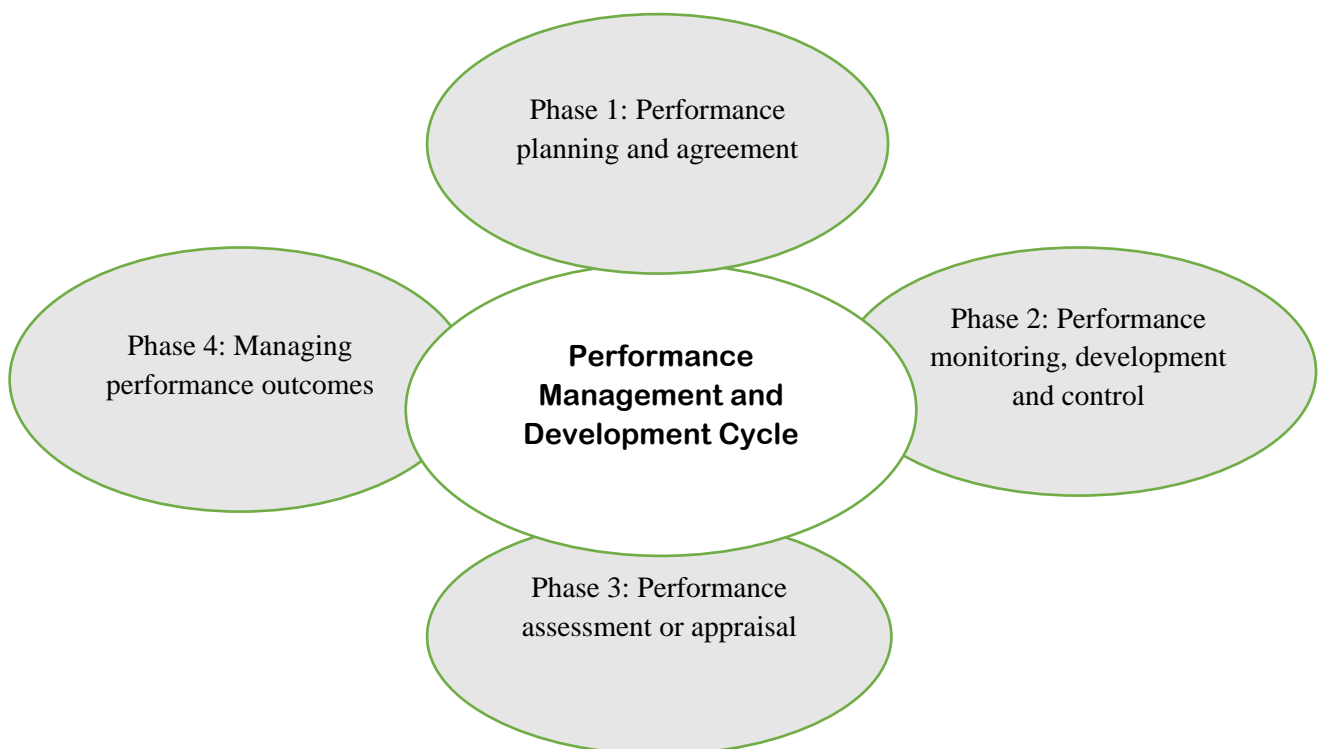 Phase 1: Performance
planning and agreement
Phase 2: Performance
monitoring, development
and control
Phase 4: Managing
performance outcomes
Performance
Management and
Development Cycle
Phase 3: Performance
assessment or appraisal